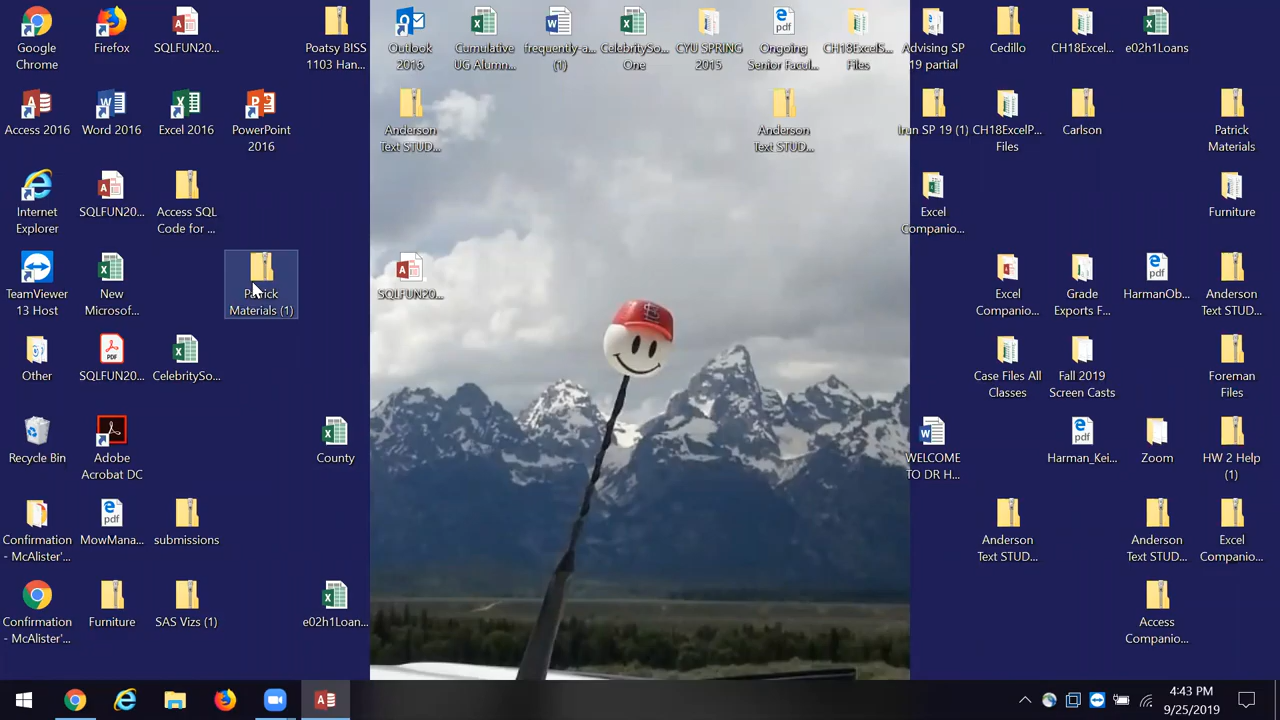 Google
Chrome
Firefox
SQLFUN20...
Poatsy BISS
1103 Han...
Outlook
2016
Cumulative
UG Alumn...
frequently-a...
(1)
CelebritySo...
One
CYU SPRING
2015
Ongoing
Senior Facul...
CH18ExcelS...
Files
Advising SP
19 partial
Cedillo
CH18Excel...
e02h1Loans
Access 2016
Word 2016
Excel 2016
PowerPoint
2016
Anderson
Text STUD...
Anderson
Text STUD...
SP 19 (1)
CH18ExcelP...
Files
Carlson
Patrick
Materials
Internet
Explorer
SQLFUN20...
Access SQL
Code for ...
Excel
Companio...
Furniture
TeamViewer
13 Host
New
Microsof...
Patrick
Materials (1)
SQLFUN20...
Excel
Companio...
Grade
Exports F...
HarmanOb...
Anderson
Text STUD...
Other
SQLFUN20...
CelebritySo...
Case Files All
Classes
Fall 2019
Screen Casts
Foreman
Files
Recycle Bin
Adobe
Acrobat DC
County
WELCOME
TO DR H...
Harman_Kei...
Zoom
HW 2 Help
(1)
Confirmation
- McAlister'...
MowMana...
submissions
Anderson
Text STUD...
Anderson
Text STUD...
Excel
Companio...
Confirmation
- McAlister'...
Furniture
SAS Vizs (1)
e02h1Loan...
Access
Companio...
4:43 PM
9/25/2019